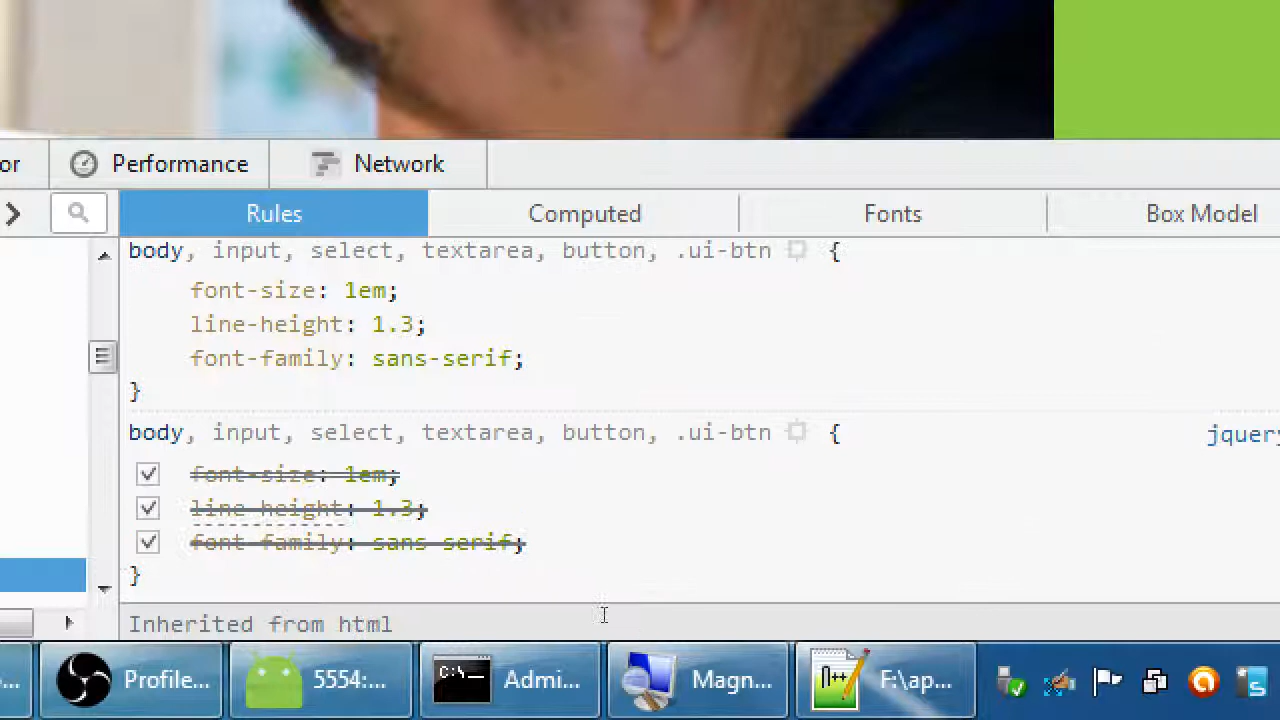 or Performance Network
Rules Computed Fonts Box Model
body, input, select, textarea, button, .ui-btn {
font-size: 1em;
line-height: 1.3;
font-family: sans-serif;
}
body, input, select, textarea, button, .ui-btn { jquery
font-size: 1em;
line-height: 1.3;
font-family: sans-serif;
}
Inherited from html
... Profile... 5554:... Admi... Magn... F:\ap...